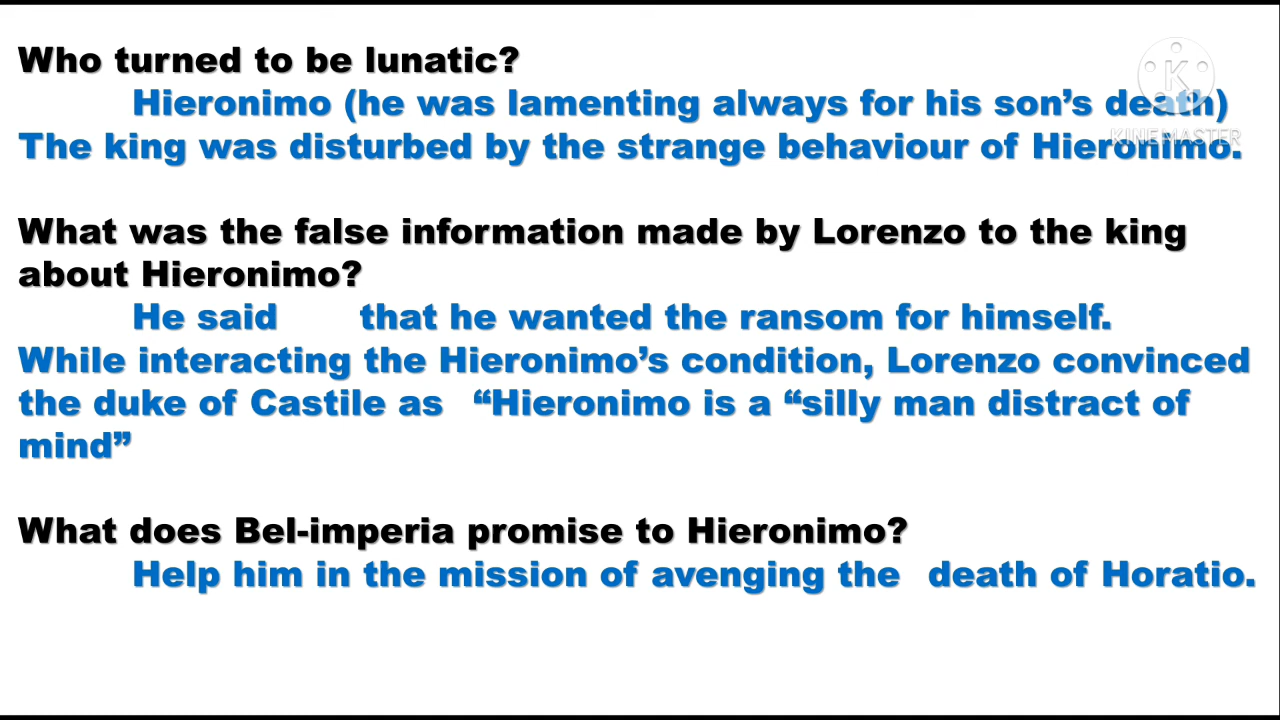 Who turned to be lunatic?
Hieronimo (he was lamenting always for his son’s death)
The king was disturbed by the strange behaviour of Hieronimo.
What was the false information made by Lorenzo to the king
about Hieronimo?
He said that he wanted the ransom for himself.
While interacting the Hieronimo’s condition, Lorenzo convinced
the duke of Castile as “Hieronimo is a “silly man distract of
mind”
What does Bel-imperia promise to Hieronimo?
Help him in the mission of avenging the death of Horatio.
K
KINEMASTER